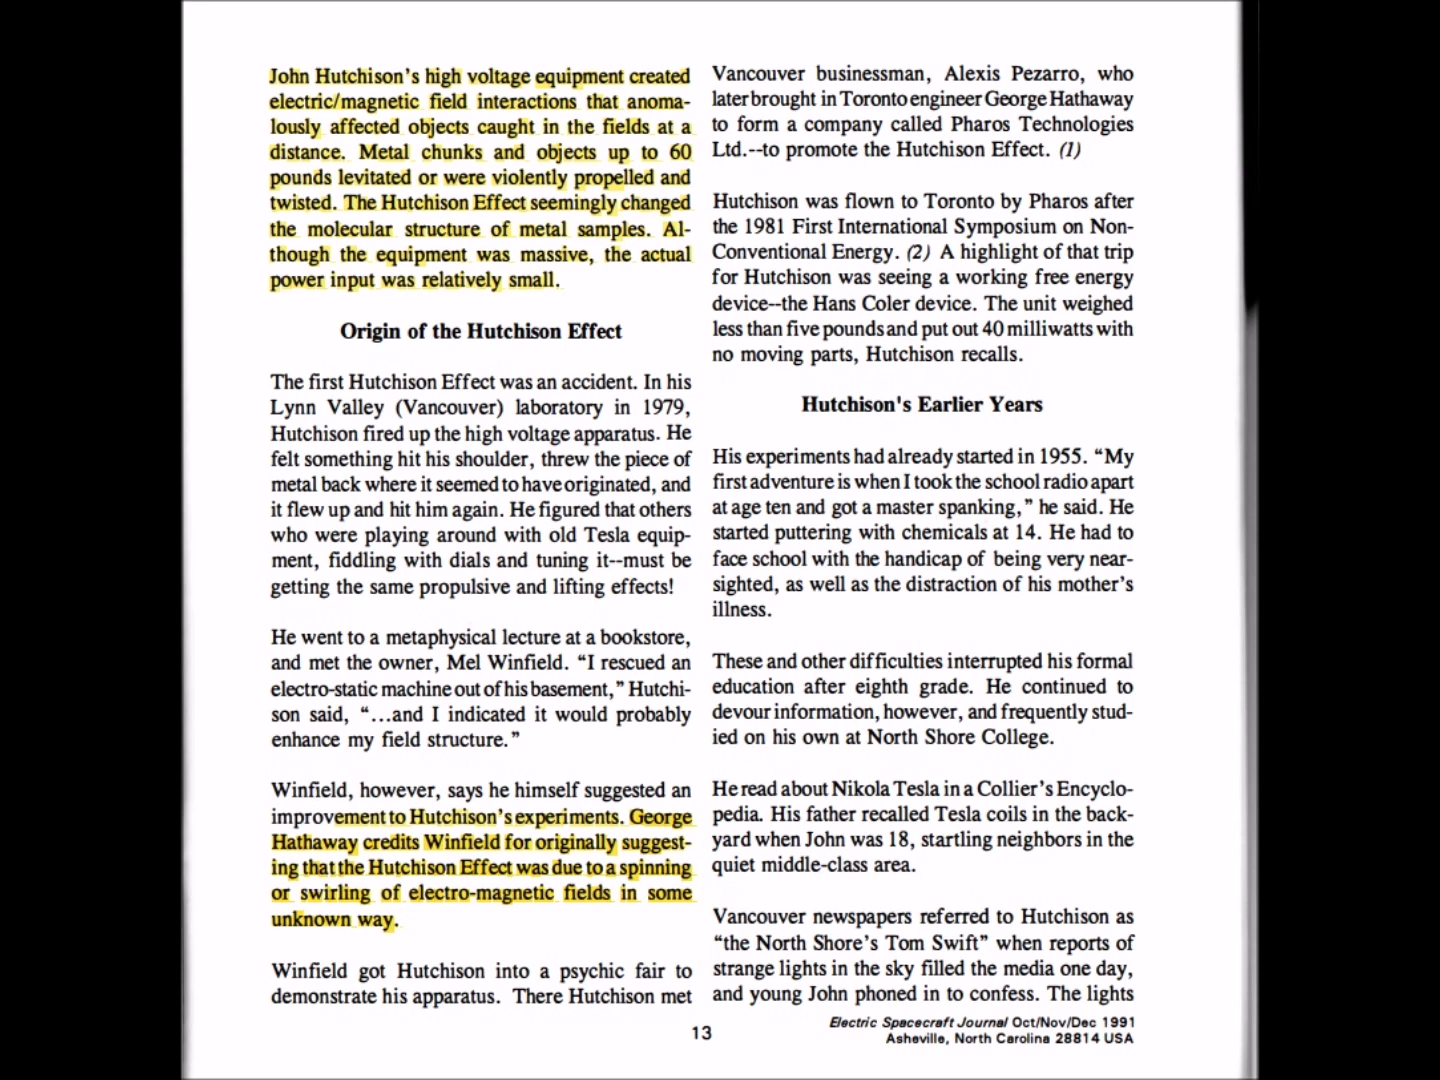 John Hutchison's high voltage equipment created
electric/magnetic field interactions that anoma-
lously affected objects caught in the fields at a
distance. Metal chunks and objects up to 60
pounds levitated or were violently propelled and
twisted. The Hutchison Effect seemingly changed
the molecular structure of metal samples. Al-
though the equipment was massive, the actual
power input was relatively small.
Origin of the Hutchison Effect
The first Hutchison Effect was an accident. In his
Lynn Valley (Vancouver) laboratory in 1979,
Hutchison fired up the high voltage apparatus. He
felt something hit his shoulder, threw the piece of
metal back where it seemed to have originated, and
it flew up and hit him again. He figured that others
who were playing around with old Tesla equip-
ment, fiddling with dials and tuning it--must be
getting the same propulsive and lifting effects!
He went to a metaphysical lecture at a bookstore,
and met the owner, Mel Winfield. “I rescued an
electro-static machine out of his basement,” Hutchi-
son said, “...and I indicated it would probably
enhance my field structure.”
Winfield, however, says he himself suggested an
improvement to Hutchison's experiments. George
Hathaway credits Winfield for originally suggest-
ing that the Hutchison Effect was due to a spinning
or swirling of electro-magnetic fields in some
unknown way.
Winfield got Hutchison into a psychic fair to
demonstrate his apparatus. There Hutchison met
Vancouver businessman, Alexis Pezarro, who
later brought in Toronto engineer George Hathaway
to form a company called Pharos Technologies
Ltd.--to promote the Hutchison Effect. (1)
Hutchison was flown to Toronto by Pharos after
the 1981 First International Symposium on Non-
Conventional Energy. (2) A highlight of that trip
for Hutchison was seeing a working free energy
device--the Hans Coler device. The unit weighed
less than five pounds and put out 40 milliwatts with
no moving parts, Hutchison recalls.
Hutchison's Earlier Years
His experiments had already started in 1955. “My
first adventure is when I took the school radio apart
at age ten and got a master spanking,” he said. He
started puttering with chemicals at 14. He had to
face school with the handicap of being very near-
sighted, as well as the distraction of his mother's
illness.
These and other difficulties interrupted his formal
education after eighth grade. He continued to
devour information, however, and frequently stud-
ied on his own at North Shore College.
He read about Nikola Tesla in a Collier's Encyclo-
pedia. His father recalled Tesla coils in the back-
yard when John was 18, startling neighbors in the
quiet middle-class area.
Vancouver newspapers referred to Hutchison as
“the North Shore's Tom Swift” when reports of
strange lights in the sky filled the media one day,
and young John phoned in to confess. The lights
13
Electric Spacecraft Journal Oct/Nov/Dec 1991
Asheville, North Carolina 28814 USA